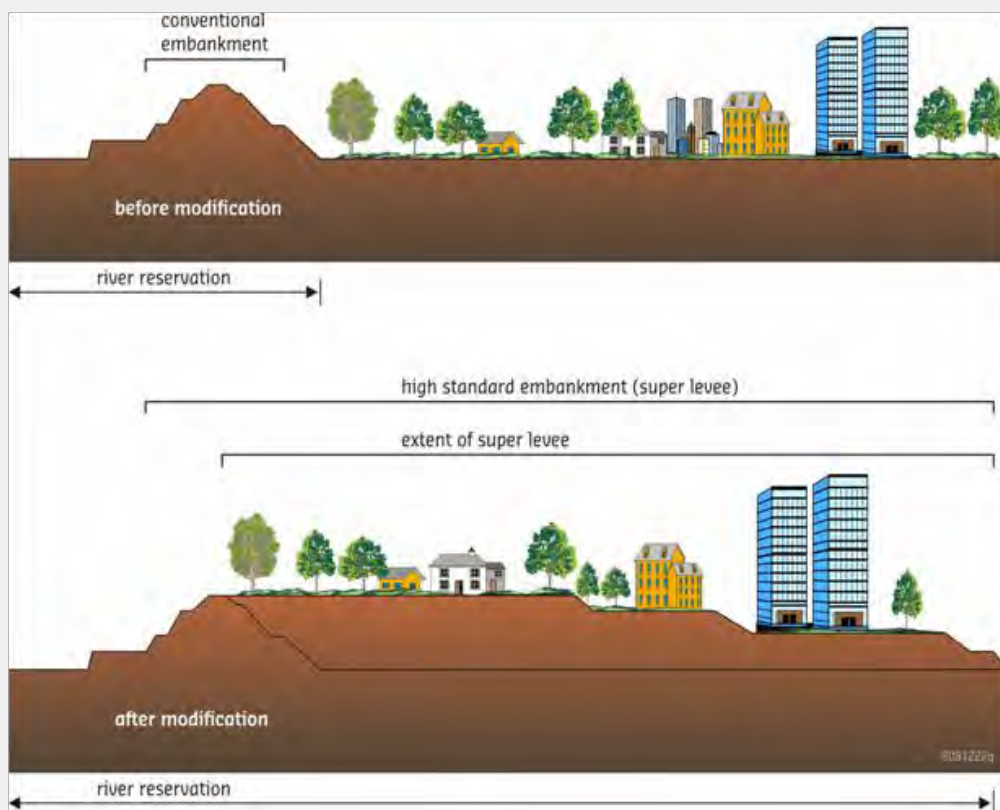 conventional
embankment
before modification
river reservation
high standard embankment (super levee)
extent of super levee
after modification
river reservation